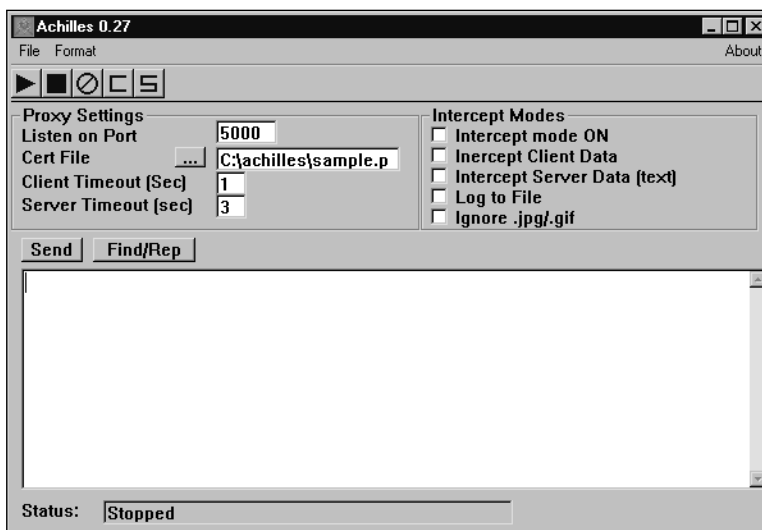 Achilles 0.27
File Format About
Proxy Settings
Listen on Port 5000
Cert File ... C:\achilles\sample.p
Client Timeout (Sec) 1
Server Timeout (sec) 3
Intercept Modes
Intercept mode ON
Inercept Client Data
Intercept Server Data (text)
Log to File
Ignore .jpg/.gif
Send Find/Rep
Status: Stopped